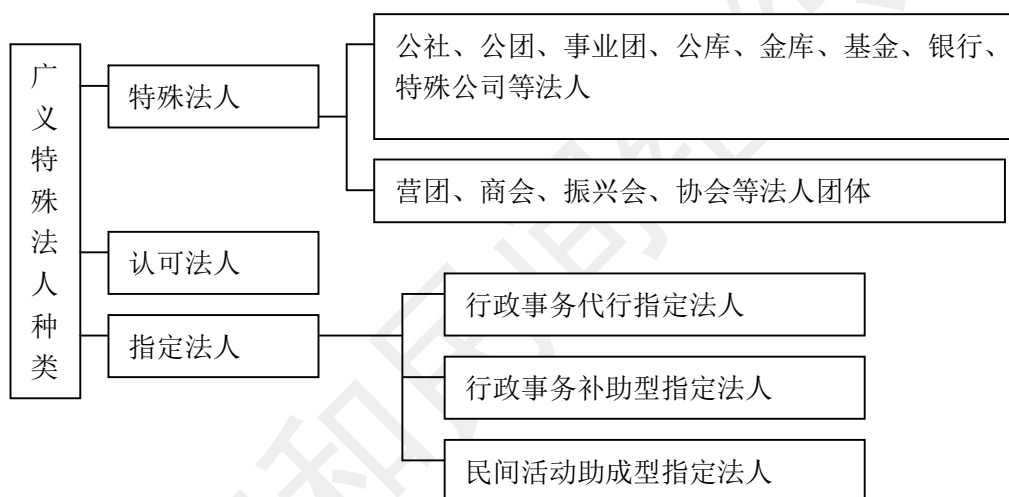 广义特殊法人种类
特殊法人
公社、公团、事业团、公库、金库、基金、银行、
特殊公司等法人
营团、商会、振兴会、协会等法人团体
认可法人
指定法人
行政事务代行指定法人
行政事务补助型指定法人
民间活动助成型指定法人
和民间